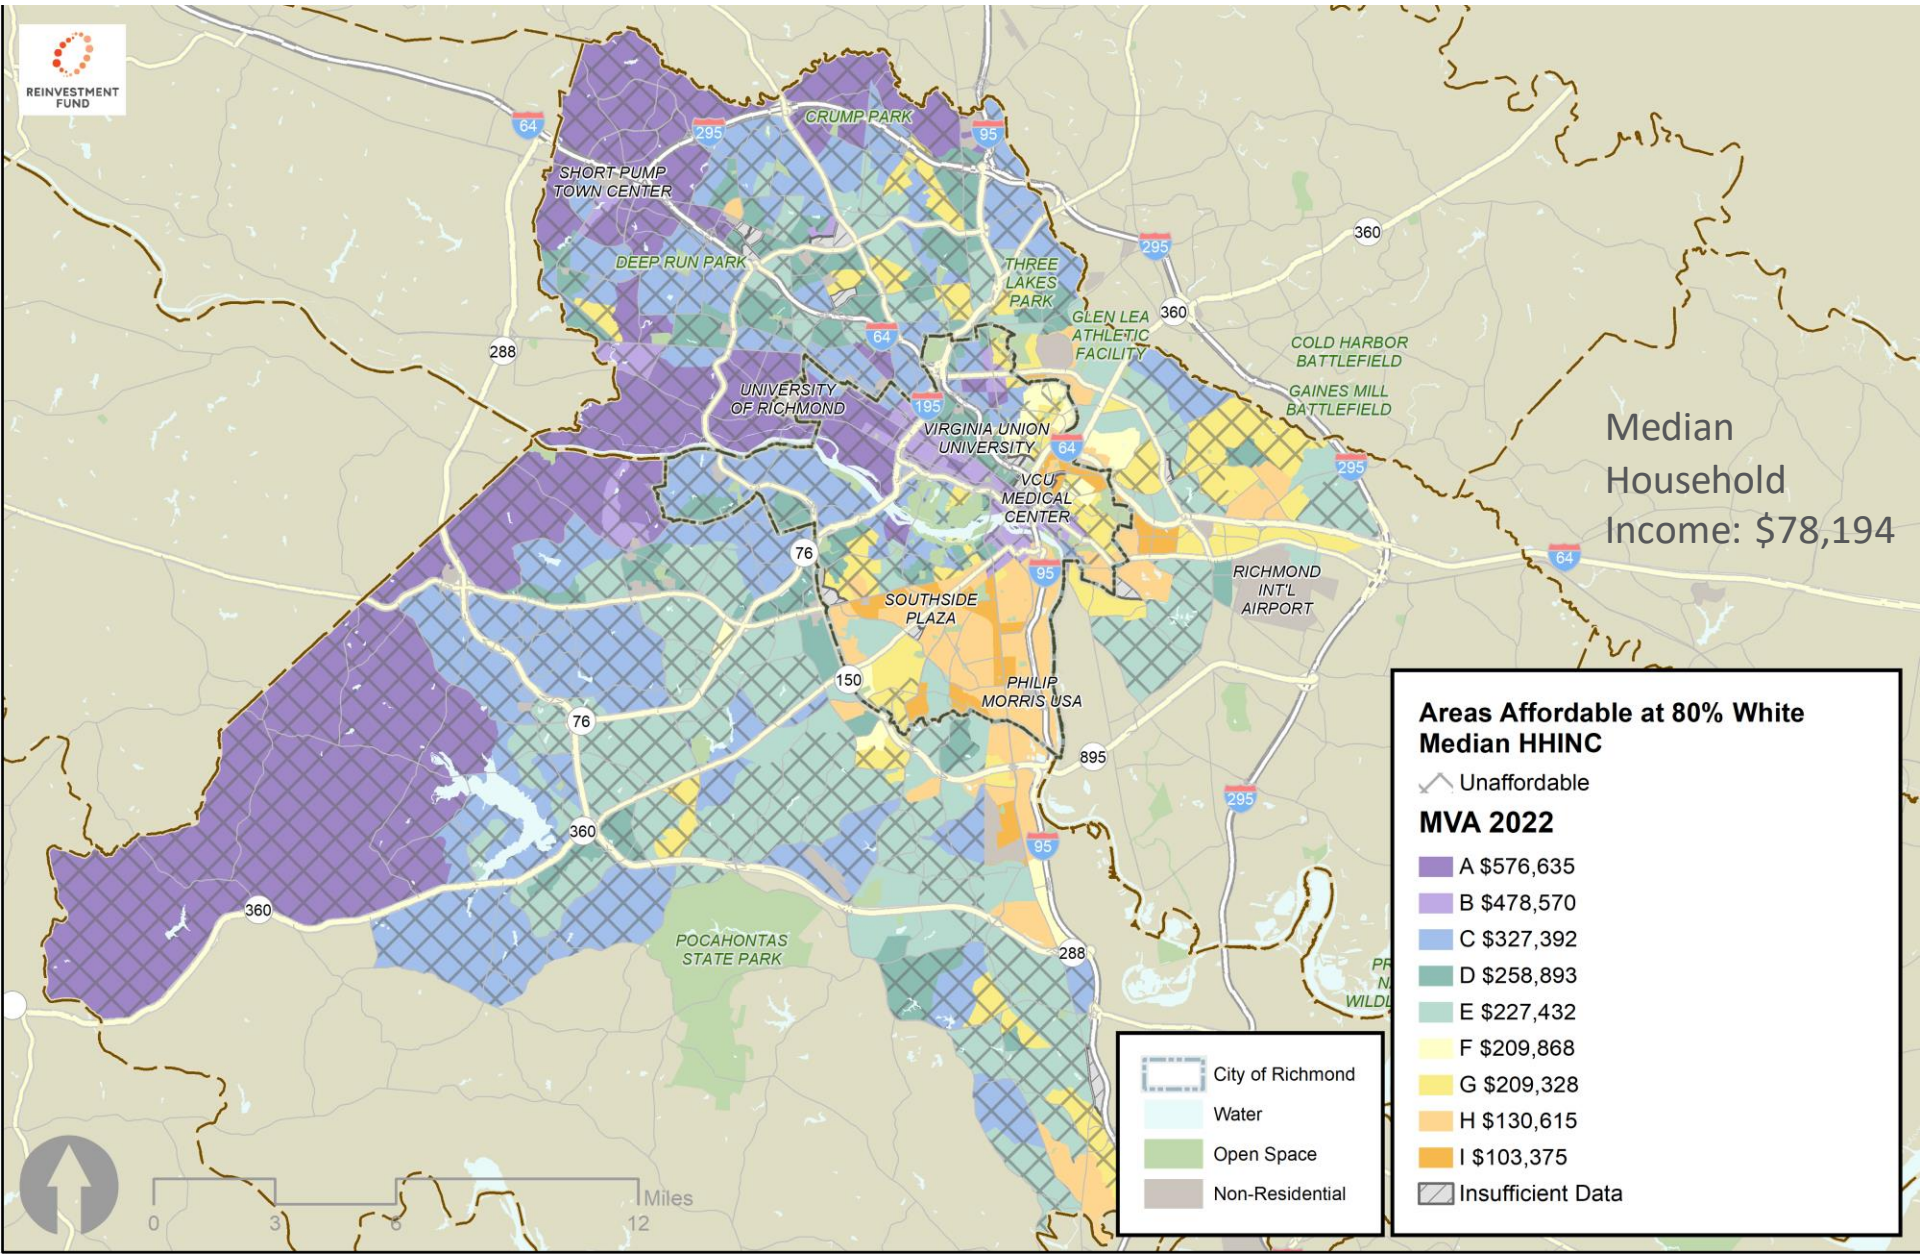 REINVESTMENT
FUND
64
295
CRUMP PARK
95
SHORT PUMP
TOWN CENTER
360
295
DEEP RUN PARK
THREE
LAKES
PARK
360
GLEN LEA
ATHLETIC
FACILITY
64
288
COLD HARBOR
BATTLEFIELD
UNIVERSITY
OF RICHMOND
195
GAINES MILL
BATTLEFIELD
VIRGINIA UNION
UNIVERSITY
64
295
Median
Household
Income: $78,194
VCU
MEDICAL
CENTER
76
95
64
RICHMOND
INT'L
AIRPORT
SOUTHSIDE
PLAZA
150
PHILIP
MORRIS USA
76
895
295
360
95
360
POCAHONTAS
STATE PARK
288
PR
N
WILDL
Areas Affordable at 80% White
Median HHINC
Unaffordable
MVA 2022
A $576,635
B $478,570
C $327,392
D $258,893
E $227,432
F $209,868
G $209,328
H $130,615
I $103,375
Insufficient Data
City of Richmond
Water
Open Space
Non-Residential
Miles
0 3 6 12